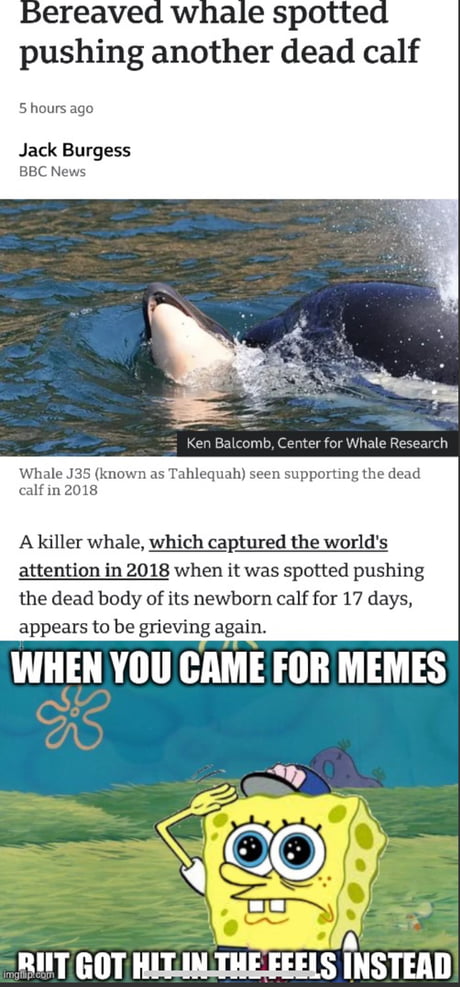 Bereaved whale spotted
pushing another dead calf
5 hours ago
Jack Burgess
BBC News
Ken Balcomb, Center for Whale Research
Whale J35 (known as Tahlequah) seen supporting the dead
calf in 2018
A killer whale, which captured the world's
attention in 2018 when it was spotted pushing
the dead body of its newborn calf for 17 days,
appears to be grieving again.
WHEN YOU CAME FOR MEMES
BUT GOT HIT IN THE FEELS INSTEAD
imgflip.com